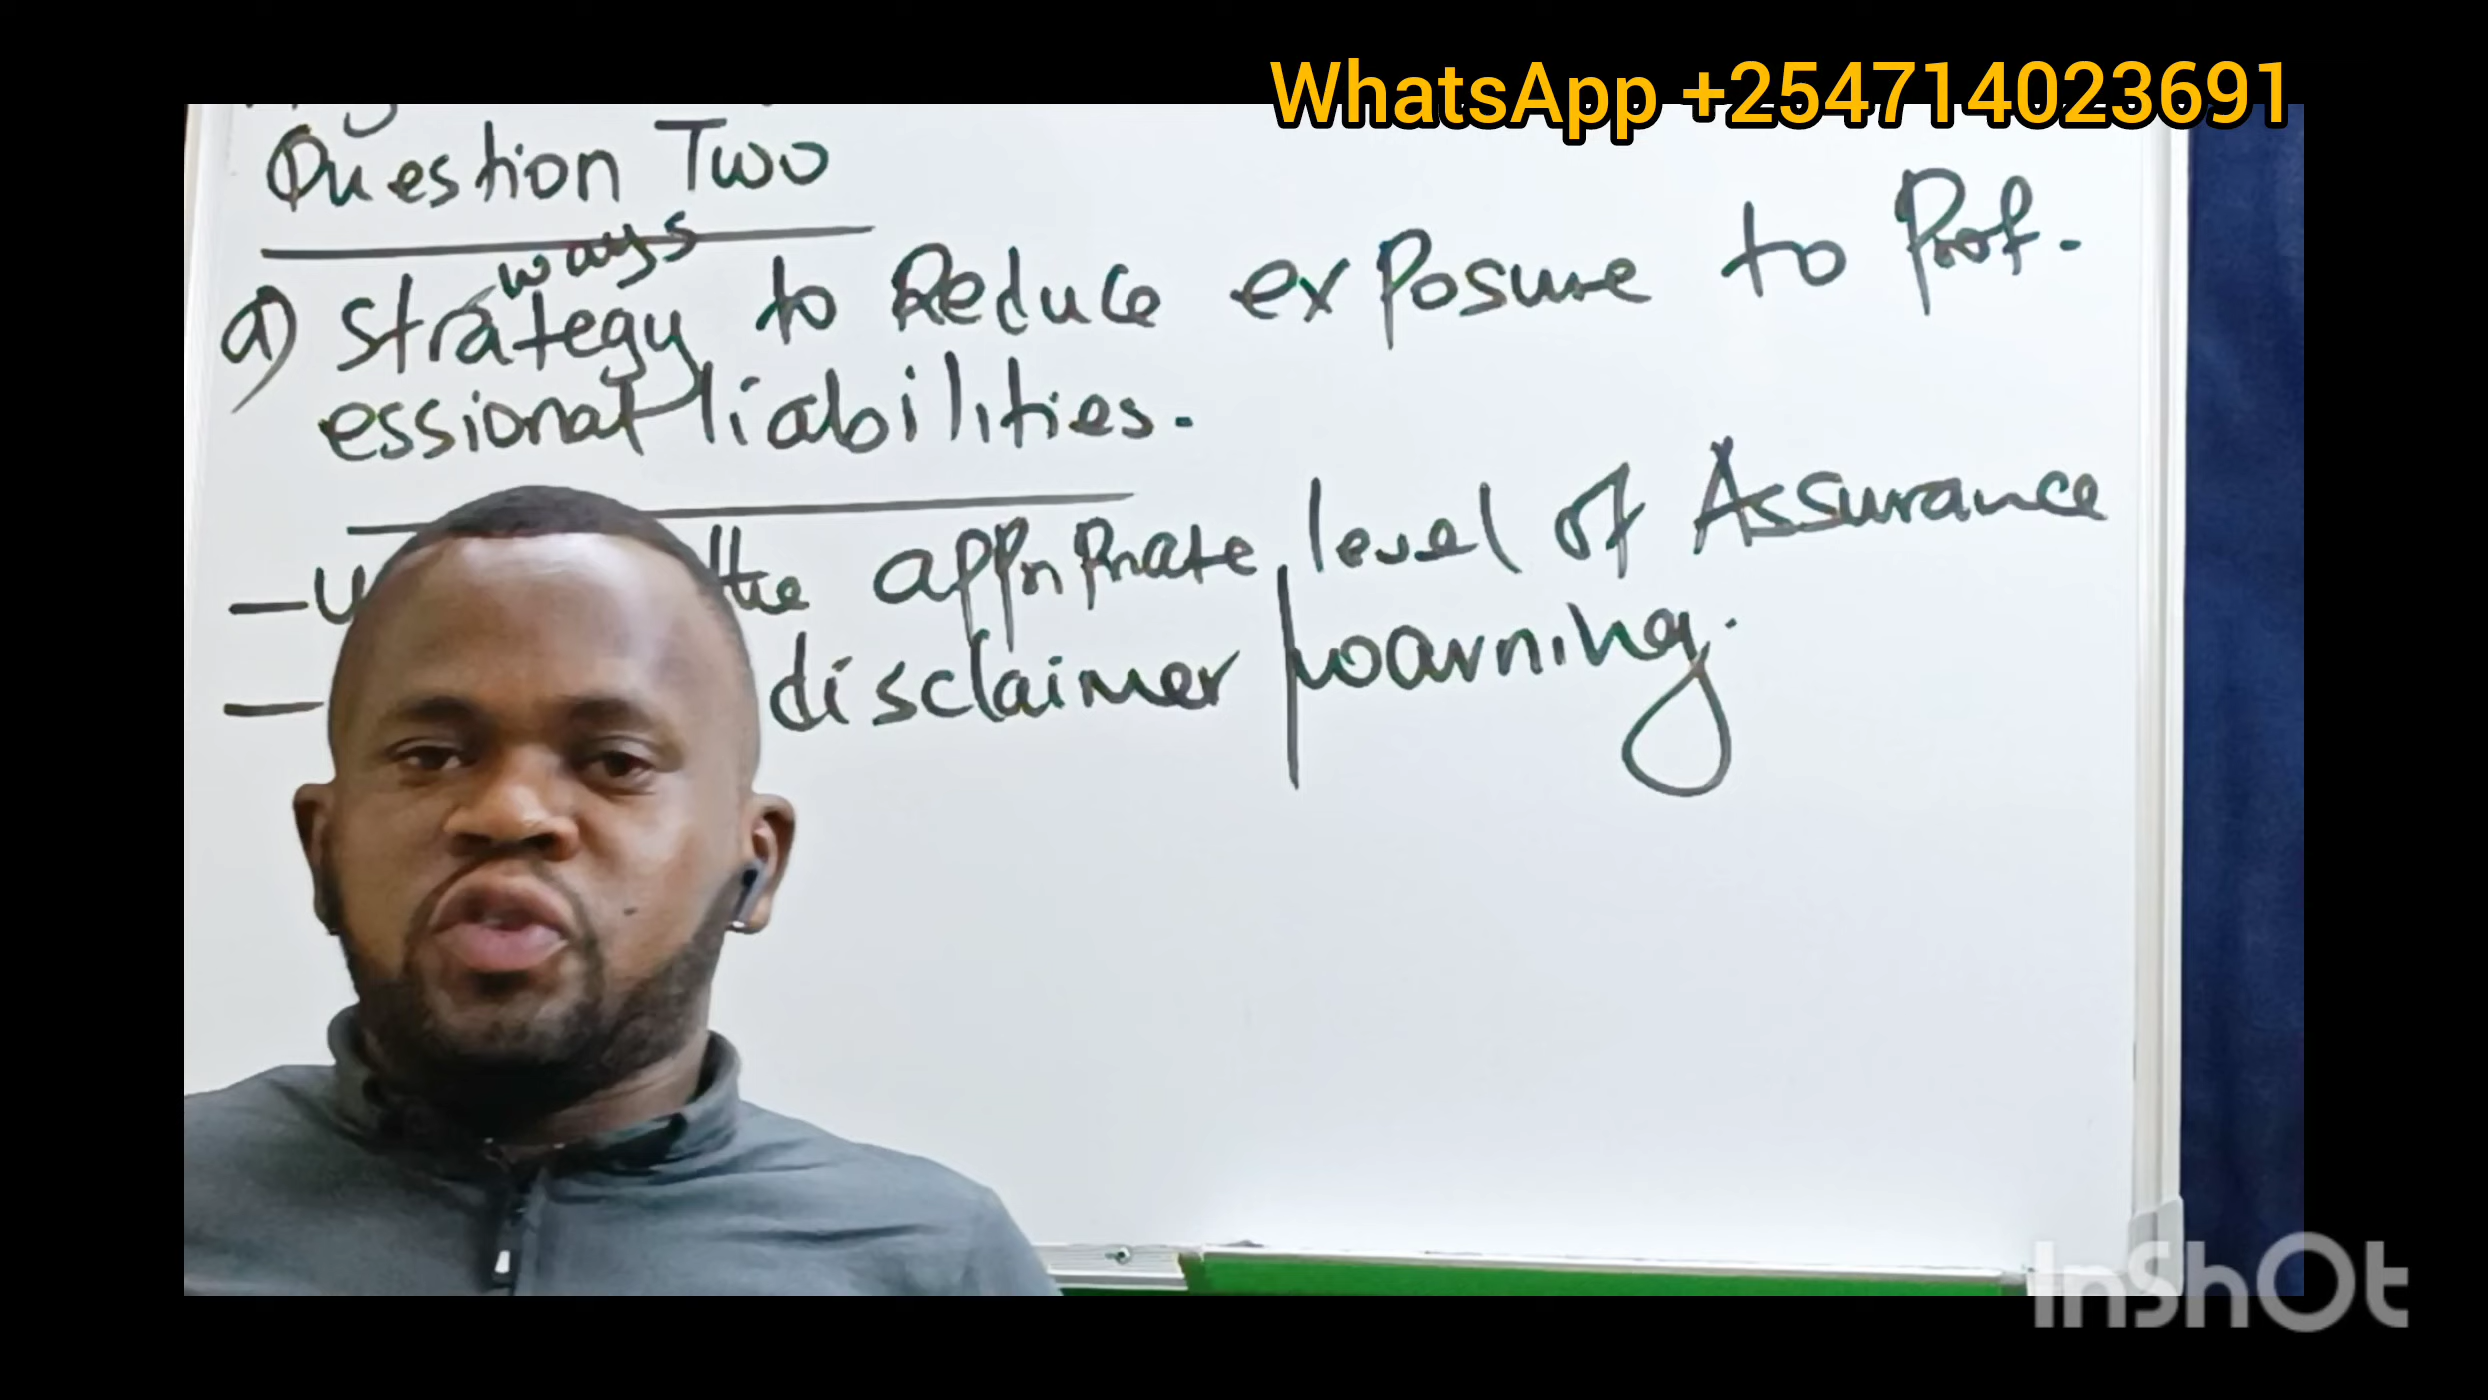 WhatsApp +254714023691
Question Two
ways
a) Strategy to Reduce exposure to Prof.
essional liabilities.
the appropriate level of Assurance
disclaimer warning.
InShOt